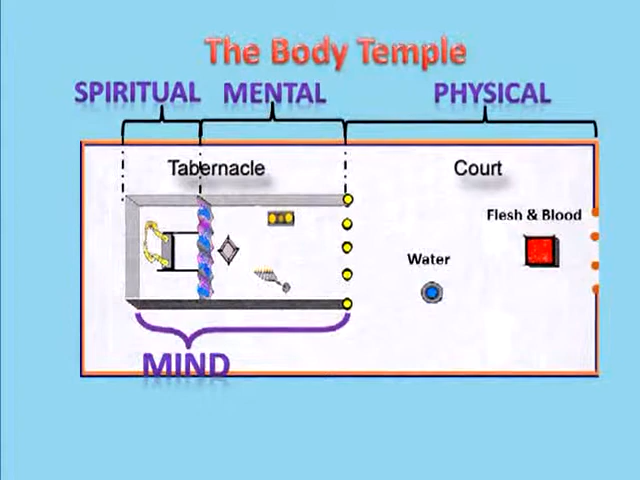 The Body Temple
SPIRITUAL MENTAL PHYSICAL
Tabernacle Court
Flesh & Blood
Water
MIND